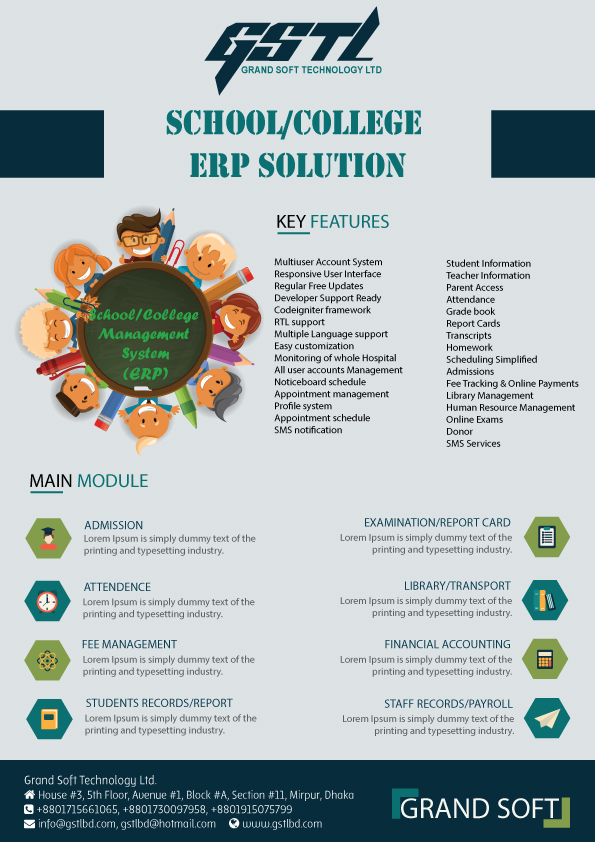 GSTL
GRAND SOFT TECHNOLOGY LTD
SCHOOL/COLLEGE
ERP SOLUTION
School/College
Management
System
(ERP)
KEY FEATURES
Multiuser Account System
Responsive User Interface
Regular Free Updates
Developer Support Ready
Codeigniter framework
RTL support
Multiple Language support
Easy customization
Monitoring of whole Hospital
All user accounts Management
Noticeboard schedule
Appointment management
Profile system
Appointment schedule
SMS notification
Student Information
Teacher Information
Parent Access
Attendance
Grade book
Report Cards
Transcripts
Homework
Scheduling Simplified
Admissions
Fee Tracking & Online Payments
Library Management
Human Resource Management
Online Exams
Donor
SMS Services
MAIN MODULE
ADMISSION
Lorem Ipsum is simply dummy text of the
printing and typesetting industry.
ATTENDENCE
Lorem Ipsum is simply dummy text of the
printing and typesetting industry.
FEE MANAGEMENT
Lorem Ipsum is simply dummy text of the
printing and typesetting industry.
STUDENTS RECORDS/REPORT
Lorem Ipsum is simply dummy text of the
printing and typesetting industry.
EXAMINATION/REPORT CARD
Lorem Ipsum is simply dummy text of the
printing and typesetting industry.
LIBRARY/TRANSPORT
Lorem Ipsum is simply dummy text of the
printing and typesetting industry.
FINANCIAL ACCOUNTING
Lorem Ipsum is simply dummy text of the
printing and typesetting industry.
STAFF RECORDS/PAYROLL
Lorem Ipsum is simply dummy text of the
printing and typesetting industry.
Grand Soft Technology Ltd.
House #3, 5th Floor, Avenue #1, Block #A, Section #11, Mirpur, Dhaka
+8801715661065, +8801730097958, +8801915075799
info@gstlbd.com, gstlbd@hotmail.com www.gstlbd.com
GRAND SOFT